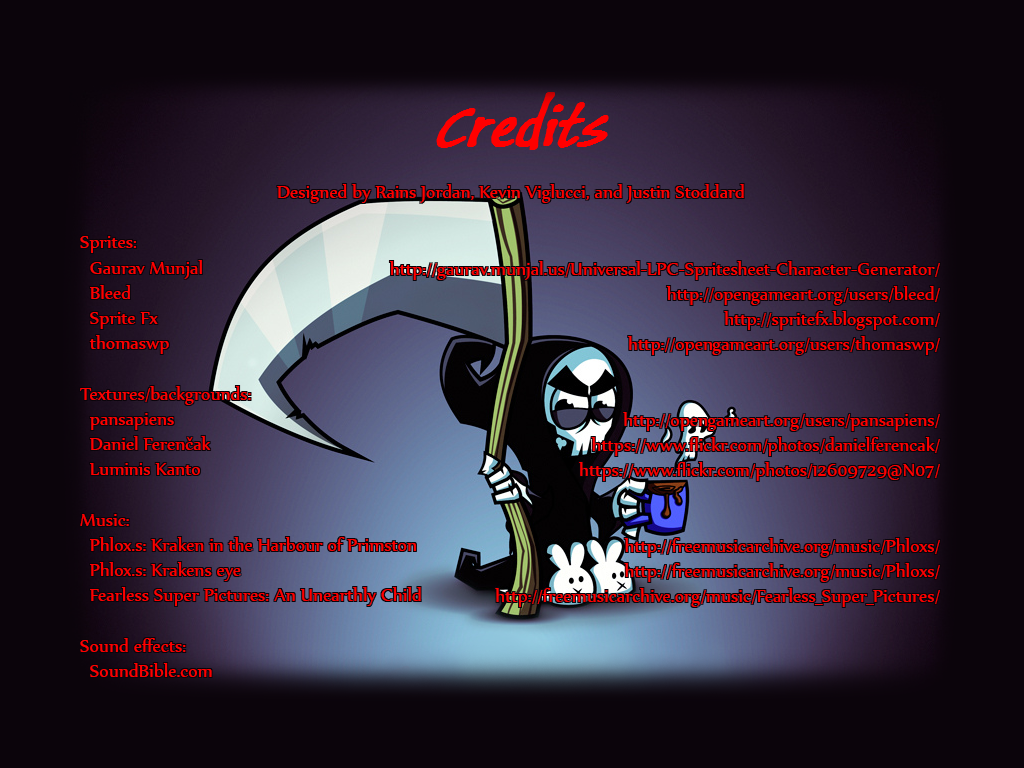 Credits
Designed by Rains Jordan, Kevin Viglucci, and Justin Stoddard
Sprites:
Gaurav Munjal http://gaurav.munjal.us/Universal-LPC-Spritesheet-Character-Generator/
Bleed http://opengameart.org/users/bleed/
Sprite Fx http://spritefx.blogspot.com/
thomaswp http://opengameart.org/users/thomaswp/
Textures/backgrounds:
pansapiens http://opengameart.org/users/pansapiens/
Daniel Ferenčak https://www.flickr.com/photos/danielferencak/
Luminis Kanto https://www.flickr.com/photos/12609729@N07/
Music:
Phlox.s: Kraken in the Harbour of Primston http://freemusicarchive.org/music/Phloxs/
Phlox.s: Krakens eye http://freemusicarchive.org/music/Phloxs/
Fearless Super Pictures: An Unearthly Child http://freemusicarchive.org/music/Fearless_Super_Pictures/
Sound effects:
SoundBible.com